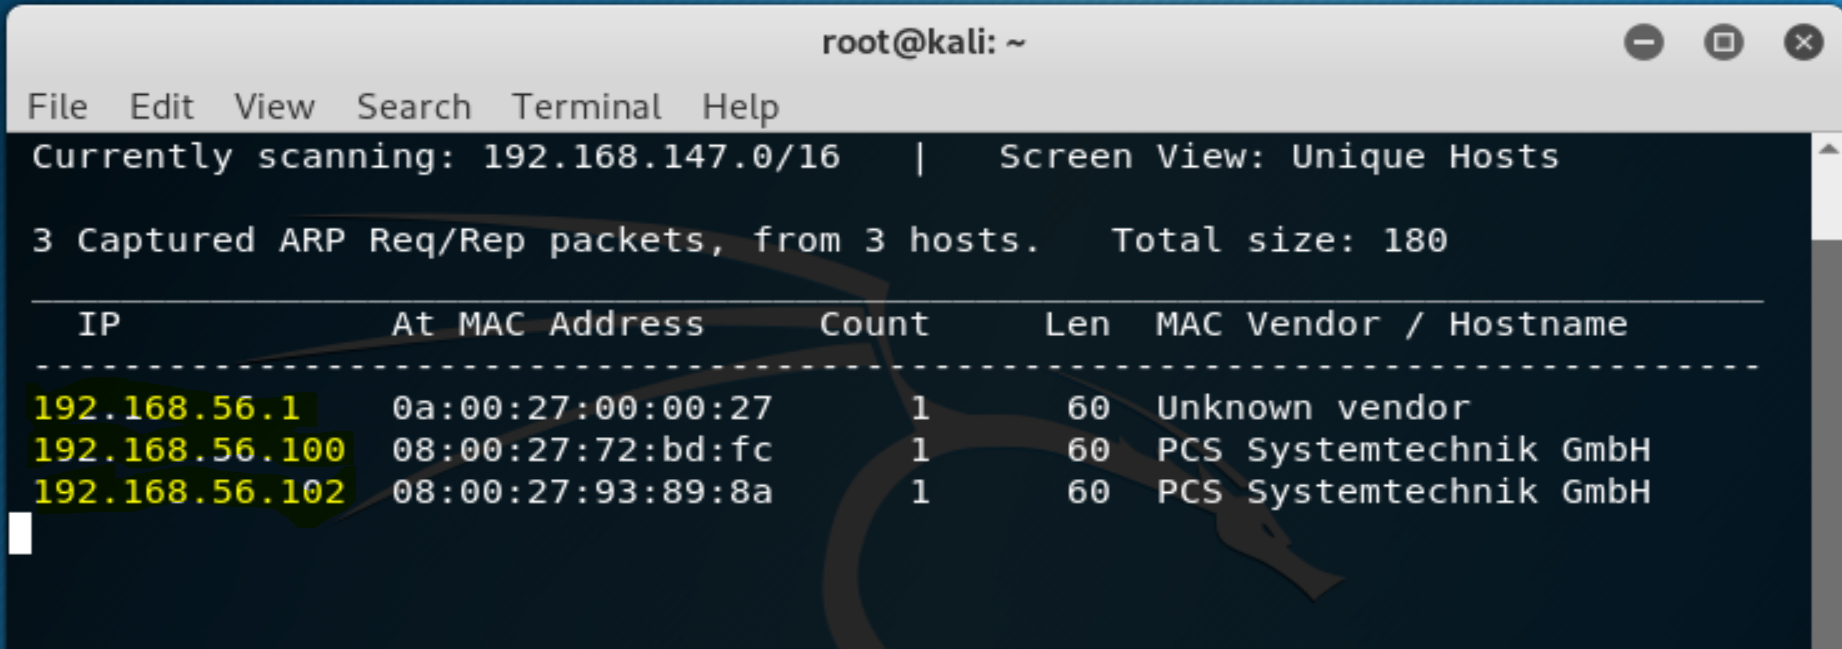 root@kali: ~
File Edit View Search Terminal Help
Currently scanning: 192.168.147.0/16   |   Screen View: Unique Hosts
3 Captured ARP Req/Rep packets, from 3 hosts.   Total size: 180
_____________________________________________________________________________
  IP            At MAC Address     Count     Len  MAC Vendor / Hostname
-----------------------------------------------------------------------------
192.168.56.1    0a:00:27:00:00:27      1      60  Unknown vendor
192.168.56.100  08:00:27:72:bd:fc      1      60  PCS Systemtechnik GmbH
192.168.56.102  08:00:27:93:89:8a      1      60  PCS Systemtechnik GmbH